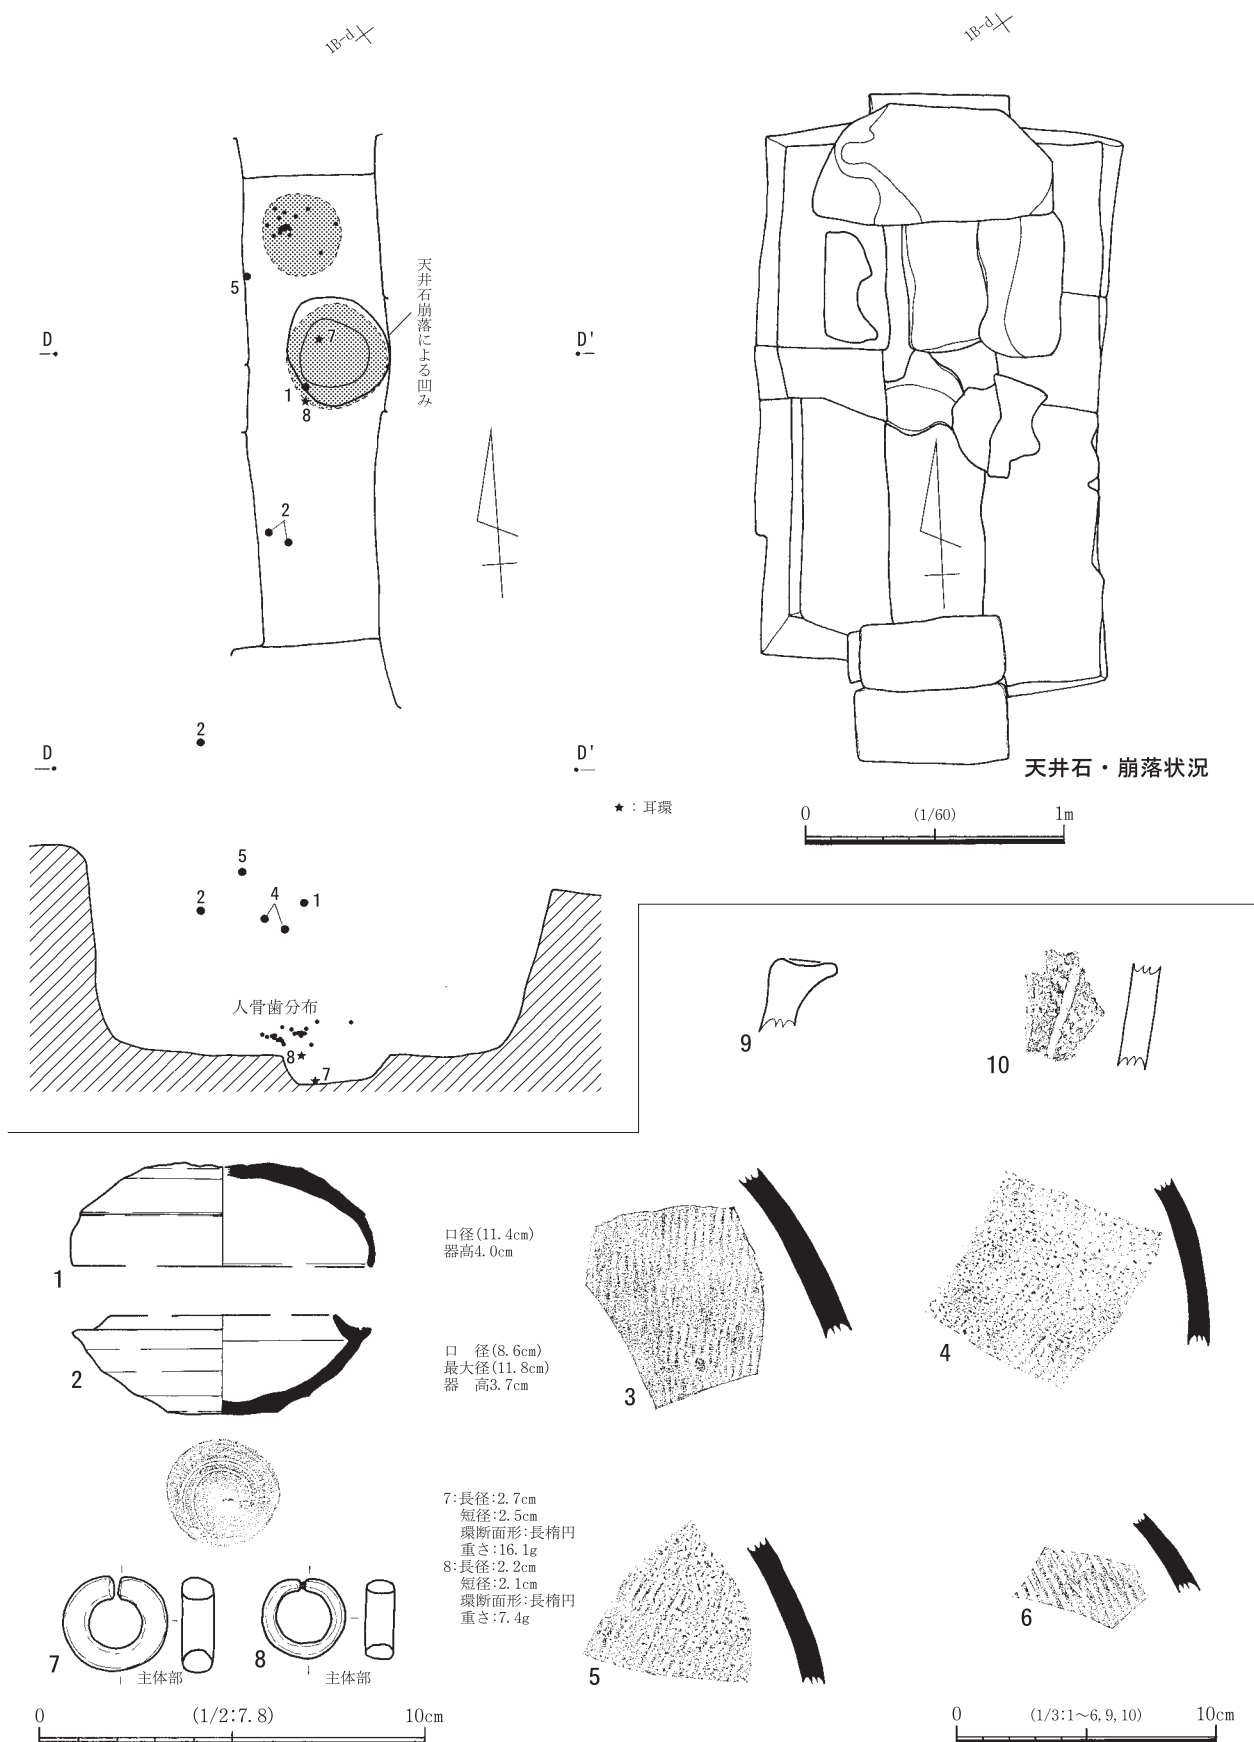 1B-d
1B-d
5
7
1
8
2
天井石崩落による凹み
D
D'
天井石・崩落状況
0 (1/60) 1m
2
D
D'
★：耳環
5
2
4
1
人骨歯分布
8
7
9
10
1
口径(11.4cm)
器高4.0cm
2
口　径(8.6cm)
最大径(11.8cm)
器　高3.7cm
3
4
7:長径:2.7cm
短径:2.5cm
環断面形:長楕円
重さ:16.1g
8:長径:2.2cm
短径:2.1cm
環断面形:長楕円
重さ:7.4g
5
6
7
主体部
8
主体部
0 (1/2:7.8) 10cm
0 (1/3:1～6,9,10) 10cm